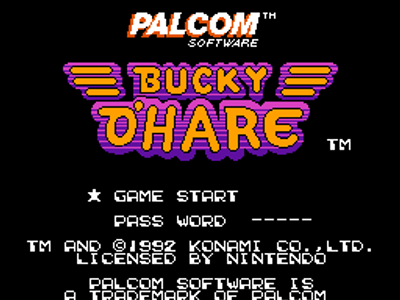 PALCOM™
SOFTWARE
BUCKY
O'HARE
TM
★ GAME START
PASS WORD -----
TM AND ©1992 KONAMI CO.,LTD.
LICENSED BY NINTENDO
PALCOM SOFTWARE IS
A TRADEMARK OF PALCOM